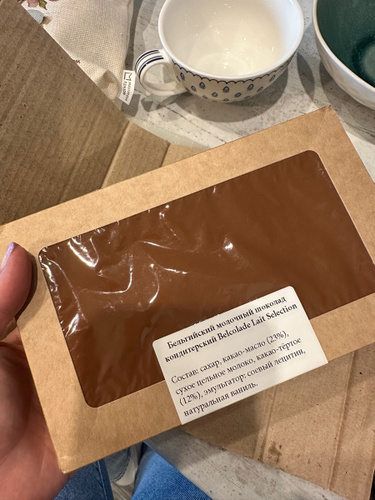 Бельгийский молочный шоколад
кондитерский Belcolade Lait Selection
Состав: сахар, какао-масло (23%),
сухое цельное молоко, какао-тёртое
(12%), эмульгатор: соевый лецитин,
натуральная ваниль.